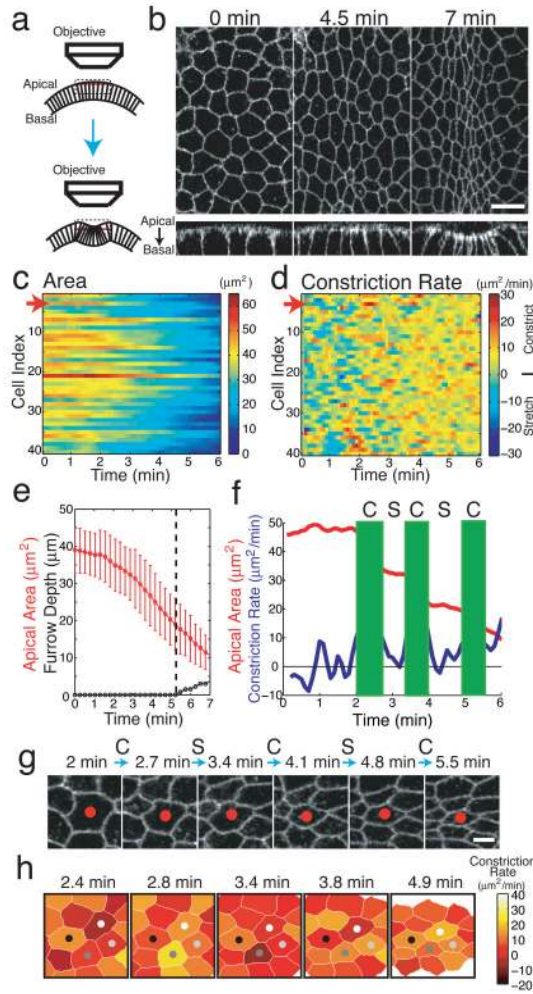 a
Objective
Apical
Basal
Objective
Apical
Basal
b
0 min 4.5 min 7 min
c Area (μm²)
Cell Index
10
20
30
40
0 1 2 3 4 5 6
Time (min)
60
50
40
30
20
10
0
d Constriction Rate (μm²/min)
Cell Index
10
20
30
40
0 1 2 3 4 5 6
Time (min)
30
20
10
0
−10
−20
−30
Constrict
Stretch
e
Apical Area (μm²)
Furrow Depth (μm)
50
40
30
20
10
0
0 1 2 3 4 5 6 7
Time (min)
f
C S C S C
Apical Area (μm²)
Constriction Rate (μm²/min)
50
40
30
20
10
0
−10
0 1 2 3 4 5 6
Time (min)
g
C S C S C
2 min 2.7 min 3.4 min 4.1 min 4.8 min 5.5 min
h
2.4 min 2.8 min 3.4 min 3.8 min 4.9 min
Constriction
Rate
(μm²/min)
40
30
20
10
0
−10
−20